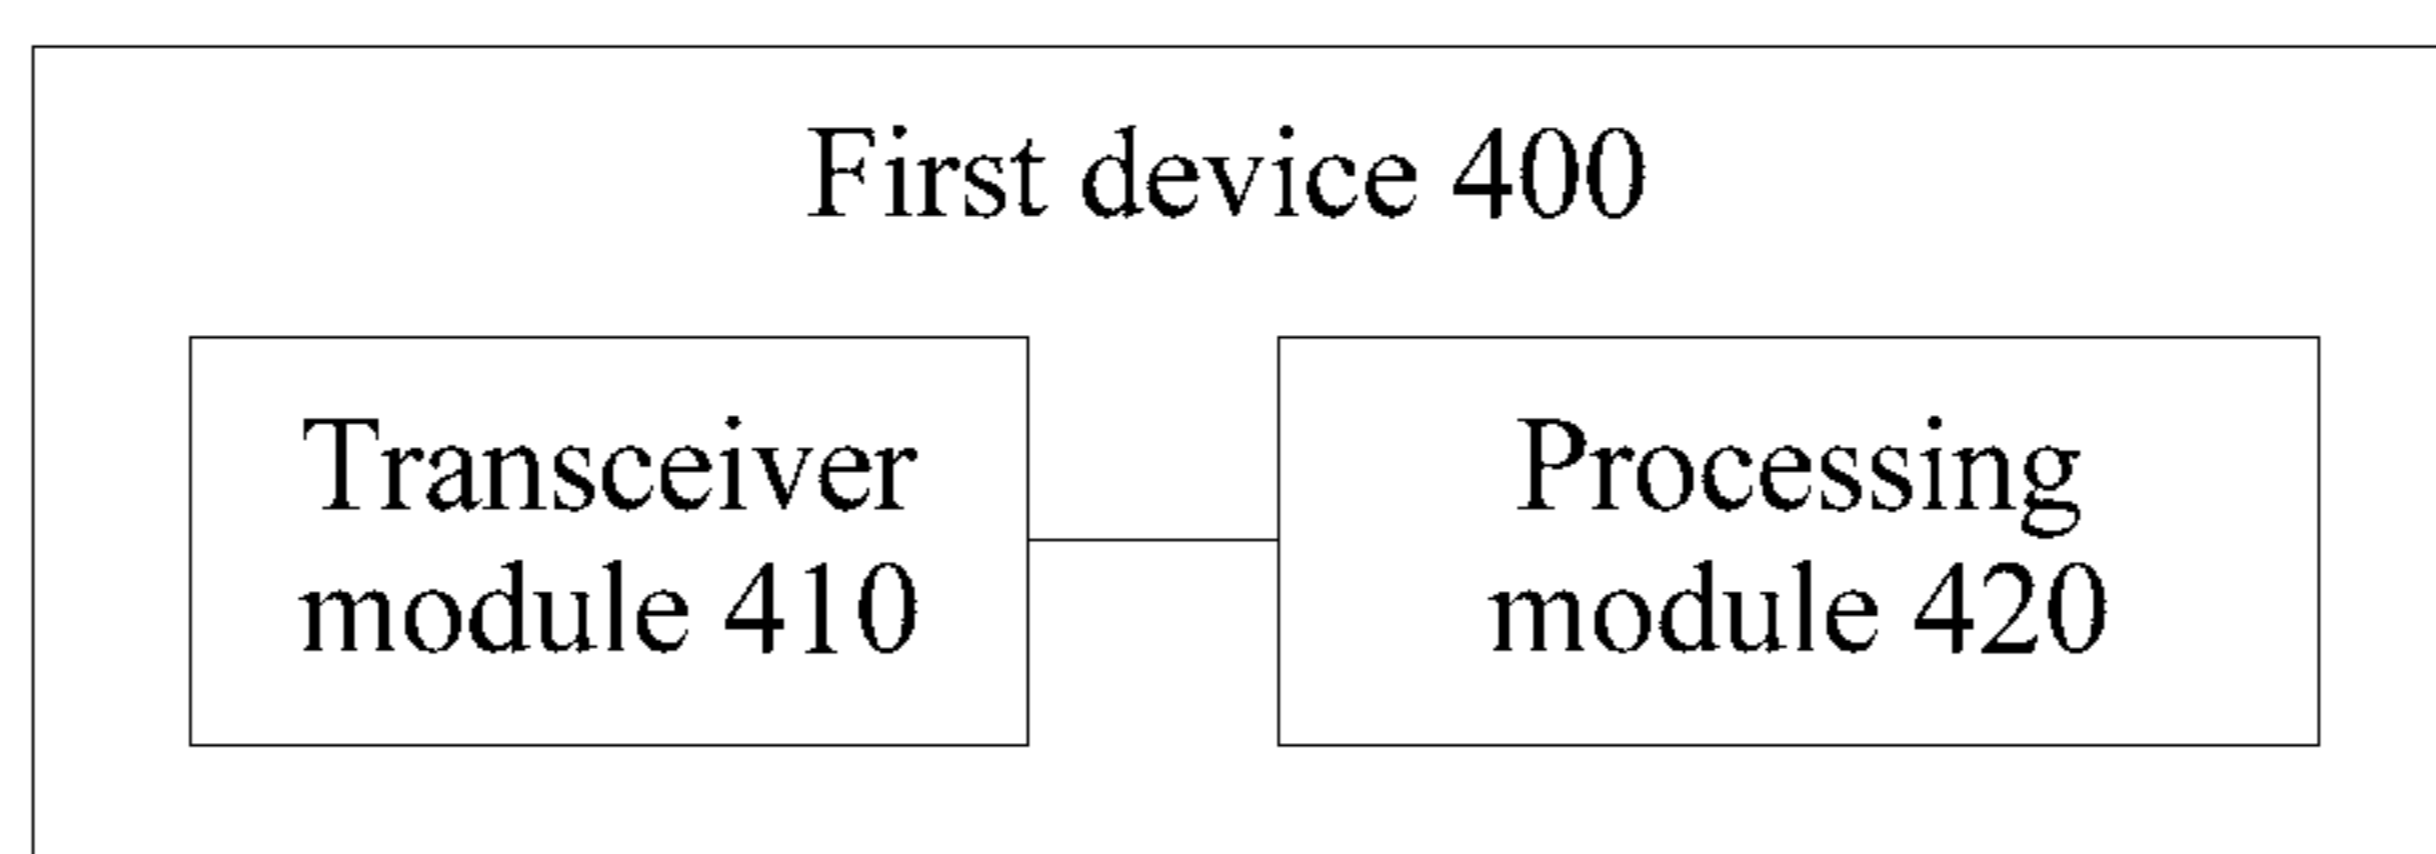 First device 400
Transceiver
module 410
Processing
module 420